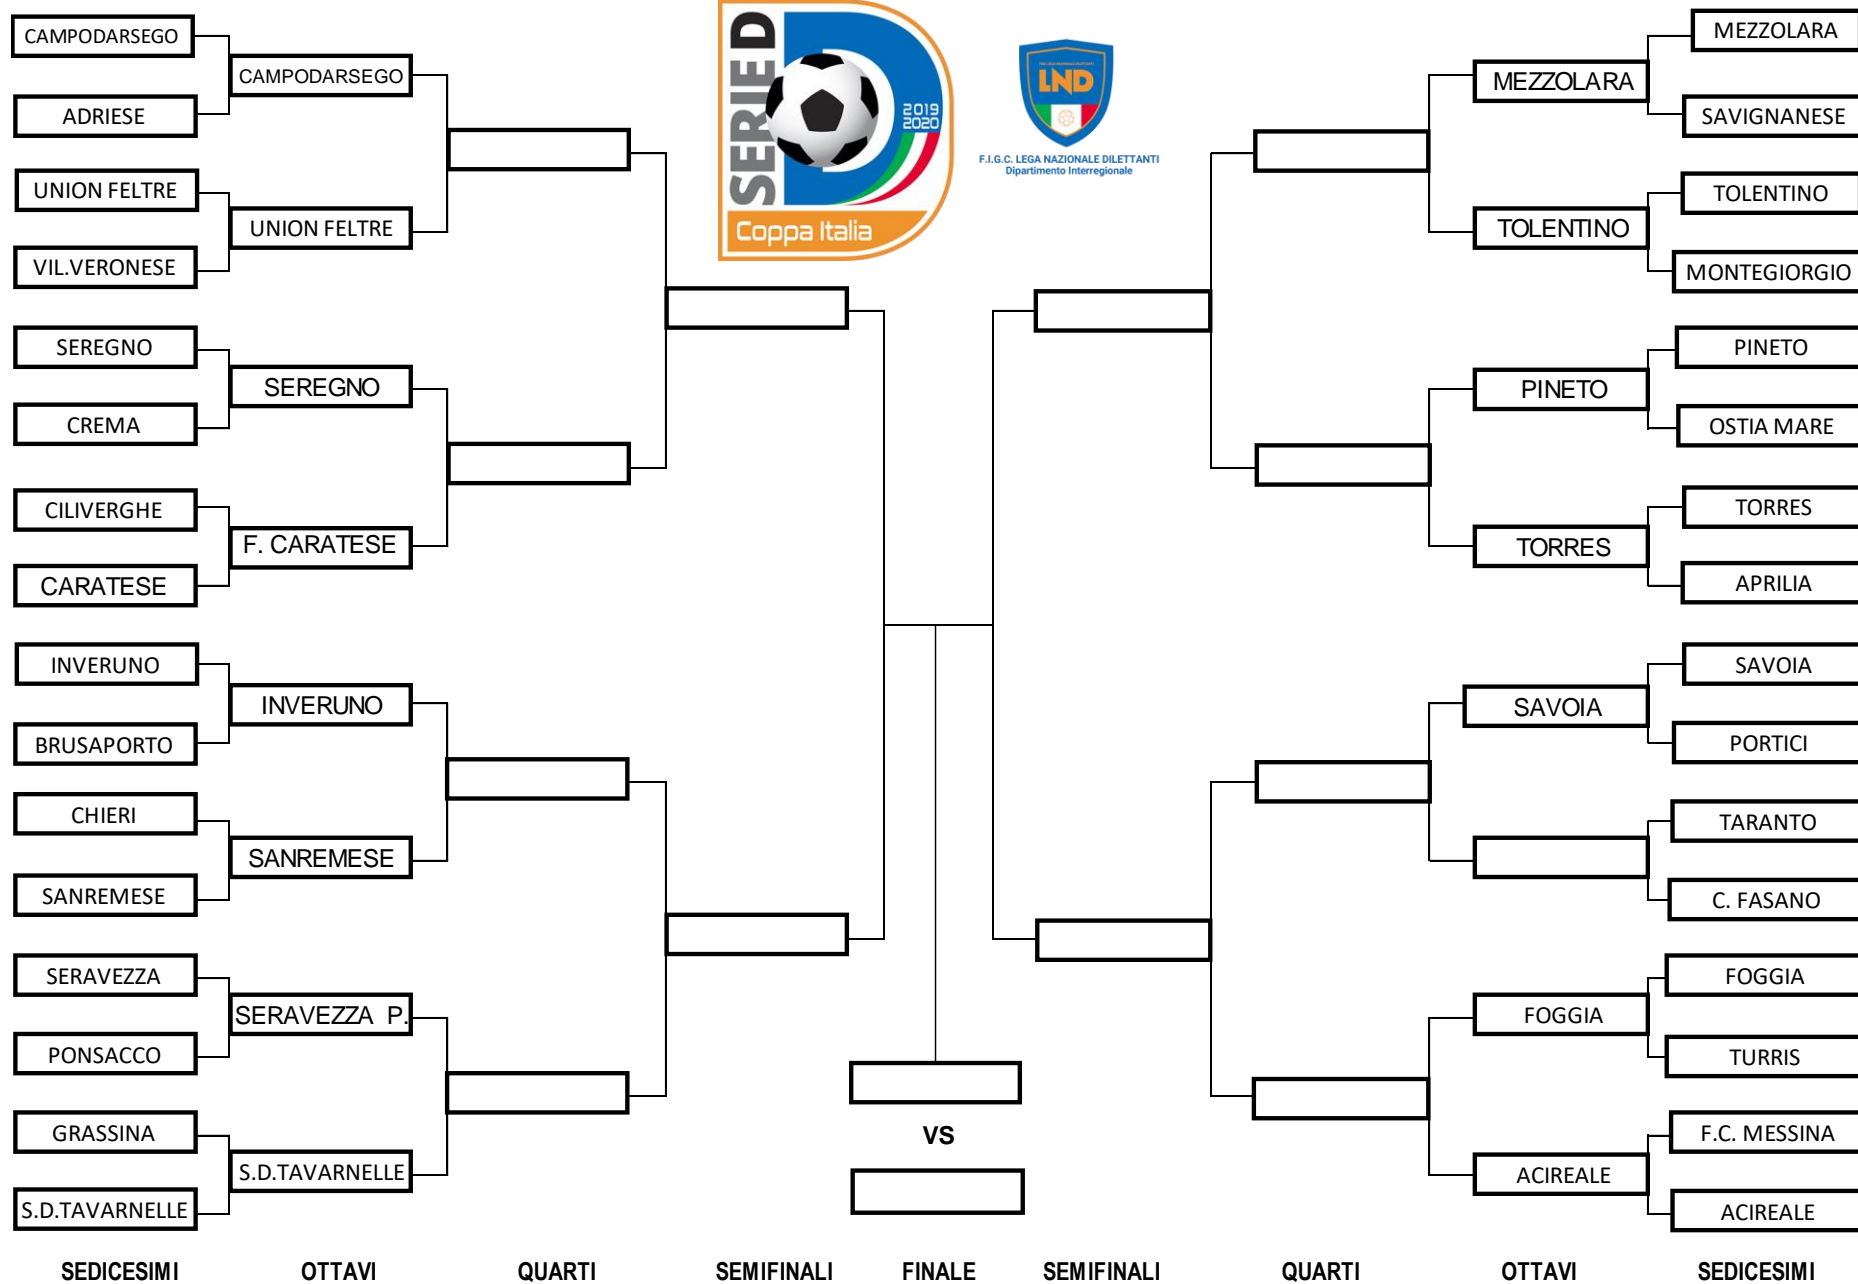 CAMPODARSEGO
ADRIESE
UNION FELTRE
VIL.VERONESE
SEREGNO
CREMA
CILIVERGHE
CARATESE
INVERUNO
BRUSAPORTO
CHIERI
SANREMESE
SERAVEZZA
PONSACCO
GRASSINA
S.D.TAVARNELLE
SEDICESIMI
CAMPODARSEGO
UNION FELTRE
SEREGNO
F. CARATESE
INVERUNO
SANREMESE
SERAVEZZA P.
S.D.TAVARNELLE
OTTAVI
QUARTI
SEMIFINALI
SERIE D
2019
2020
Coppa Italia
LND
F.I.G.C. LEGA NAZIONALE DILETTANTI
Dipartimento Interregionale
VS
FINALE
SEMIFINALI
QUARTI
MEZZOLARA
TOLENTINO
PINETO
TORRES
SAVOIA
FOGGIA
ACIREALE
OTTAVI
MEZZOLARA
SAVIGNANESE
TOLENTINO
MONTEGIORGIO
PINETO
OSTIA MARE
TORRES
APRILIA
SAVOIA
PORTICI
TARANTO
C. FASANO
FOGGIA
TURRIS
F.C. MESSINA
ACIREALE
SEDICESIMI